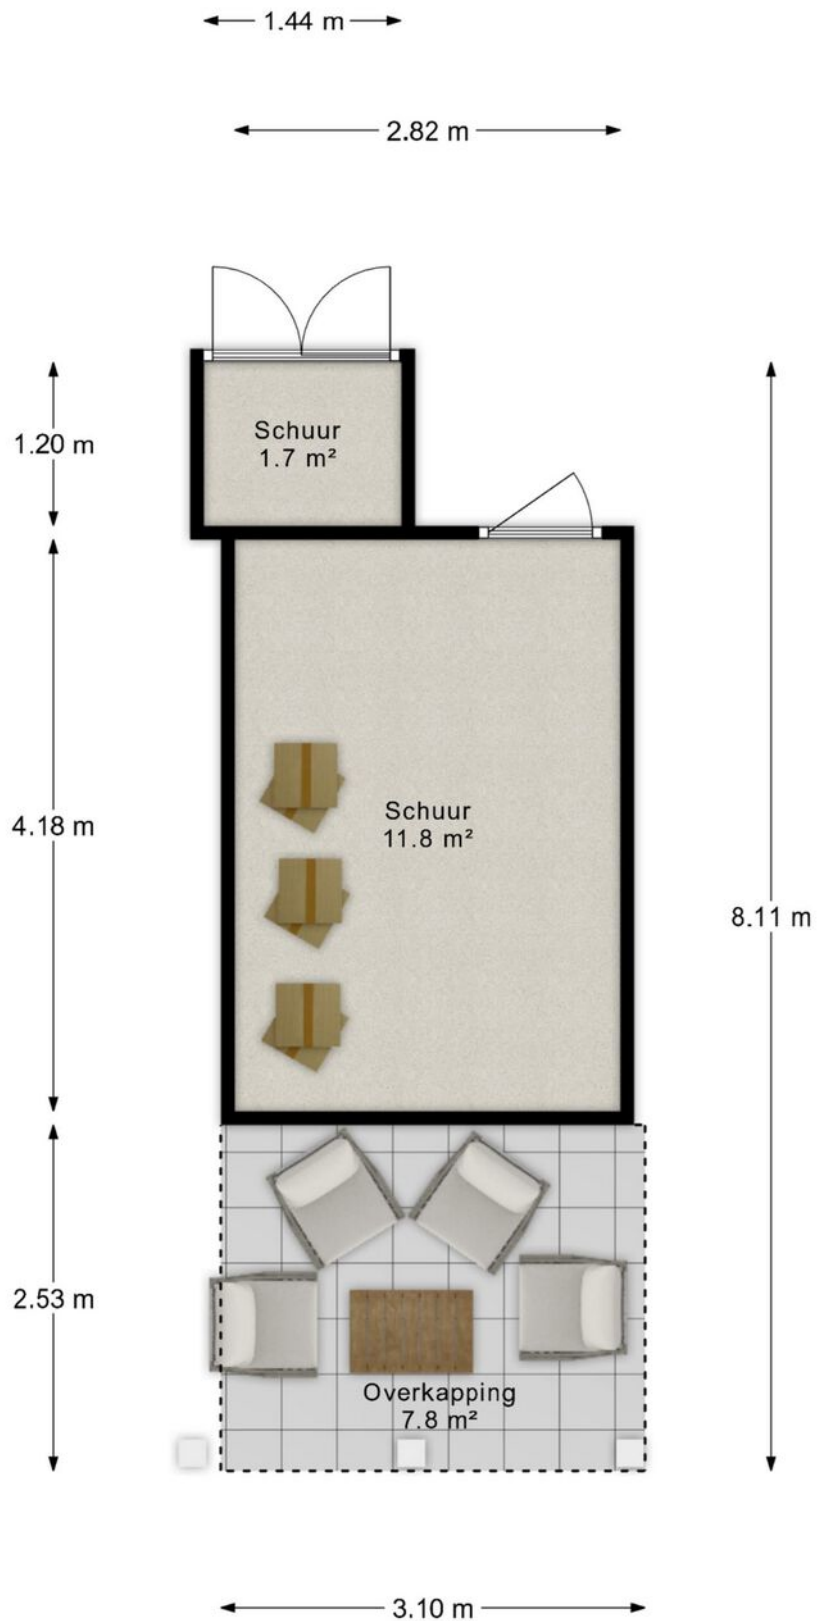 1.44 m
2.82 m
Schuur
1.7 m²
1.20 m
Schuur
11.8 m²
4.18 m
8.11 m
2.53 m
Overkapping
7.8 m²
3.10 m